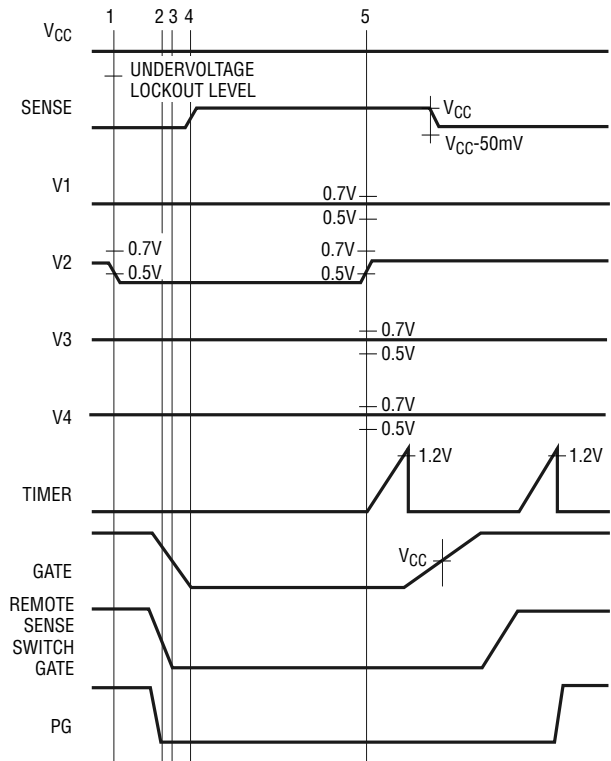 1 2 3 4 5
VCC
UNDERVOLTAGE
LOCKOUT LEVEL
SENSE
VCC
VCC-50mV
V1
0.7V
0.5V
V2
0.7V
0.5V
0.7V
0.5V
V3
0.7V
0.5V
V4
0.7V
0.5V
TIMER
1.2V
1.2V
GATE
VCC
REMOTE
SENSE
SWITCH
GATE
PG